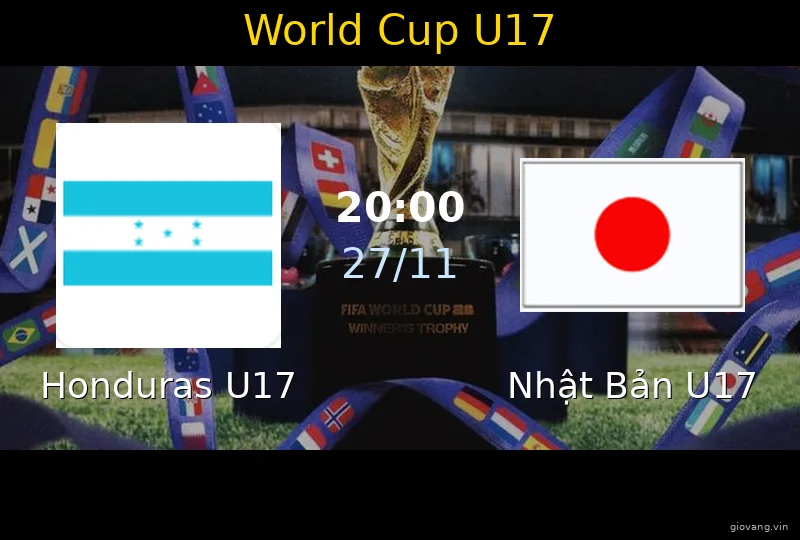 World Cup U17
20:00
27/11
FIFA WORLD CUP
WINNER'S TROPHY
Honduras U17
Nhật Bản U17
giovang.vin